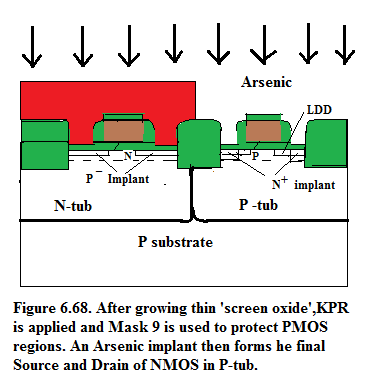 Arsenic
LDD
N P
P⁻ Implant N⁺ implant
N-tub P -tub
P substrate
Figure 6.68. After growing thin 'screen oxide',KPR
is applied and Mask 9 is used to protect PMOS
regions. An Arsenic implant then forms he final
Source and Drain of NMOS in P-tub.